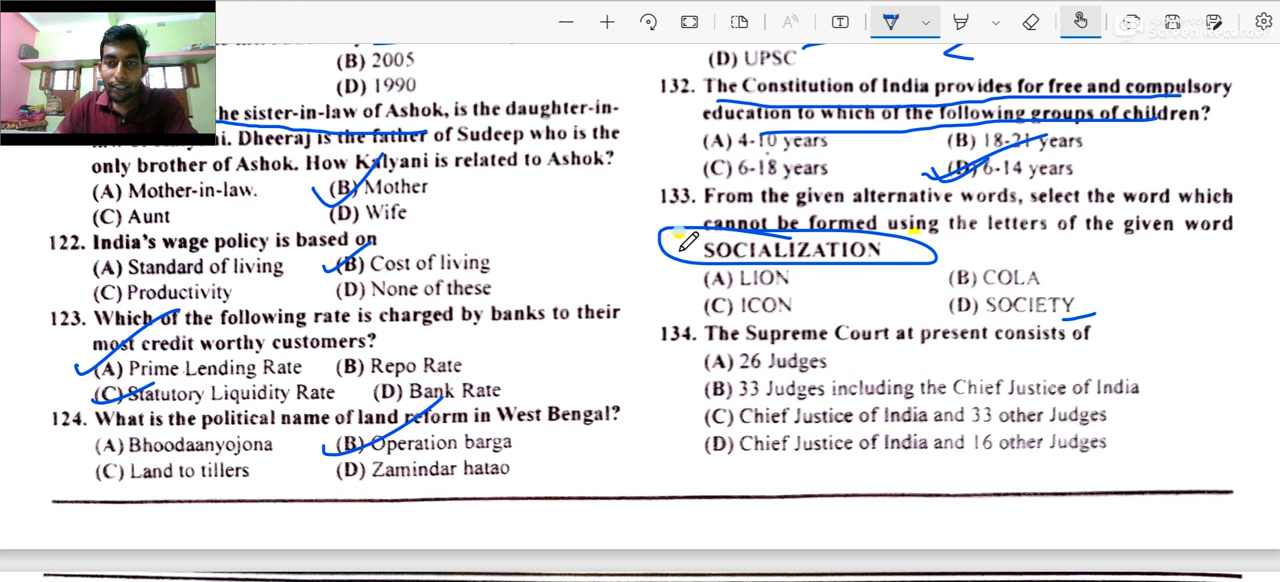 (B) 2005
(D) 1990
he sister-in-law of Ashok, is the daughter-in-
i. Dheeraj is the father of Sudeep who is the
only brother of Ashok. How Kalyani is related to Ashok?
(A) Mother-in-law. (B) Mother
(C) Aunt (D) Wife
122. India's wage policy is based on
(A) Standard of living (B) Cost of living
(C) Productivity (D) None of these
123. Which of the following rate is charged by banks to their
most credit worthy customers?
(A) Prime Lending Rate (B) Repo Rate
(C) Statutory Liquidity Rate (D) Bank Rate
124. What is the political name of land reform in West Bengal?
(A) Bhoodaanyojona (B) Operation barga
(C) Land to tillers (D) Zamindar hatao
(D) UPSC
132. The Constitution of India provides for free and compulsory
education to which of the following groups of children?
(A) 4-10 years (B) 18-21 years
(C) 6-18 years (D) 6-14 years
133. From the given alternative words, select the word which
cannot be formed using the letters of the given word
SOCIALIZATION
(A) LION (B) COLA
(C) ICON (D) SOCIETY
134. The Supreme Court at present consists of
(A) 26 Judges
(B) 33 Judges including the Chief Justice of India
(C) Chief Justice of India and 33 other Judges
(D) Chief Justice of India and 16 other Judges
Screen Recorder